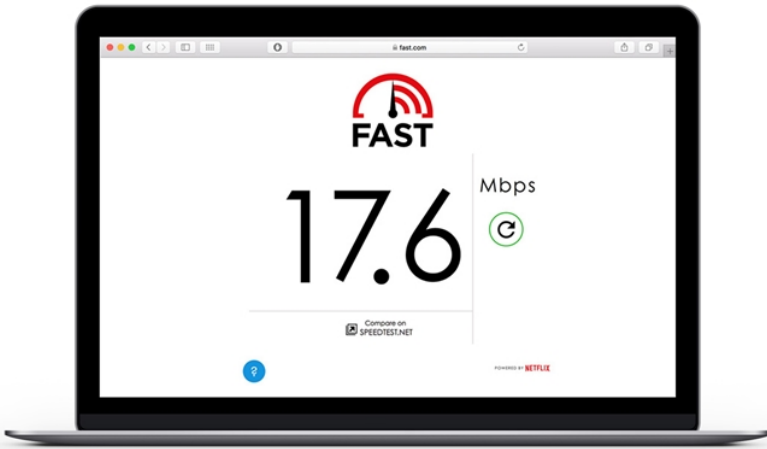 fast.com
FAST
17.6
Mbps
Compare on
SPEEDTEST.NET
?
POWERED BY NETFLIX